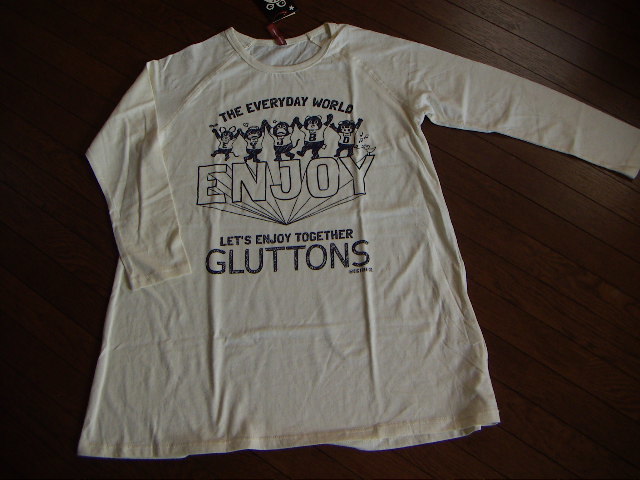 THE EVERYDAY WORLD
ENJOY
LET'S ENJOY TOGETHER
GLUTTONS